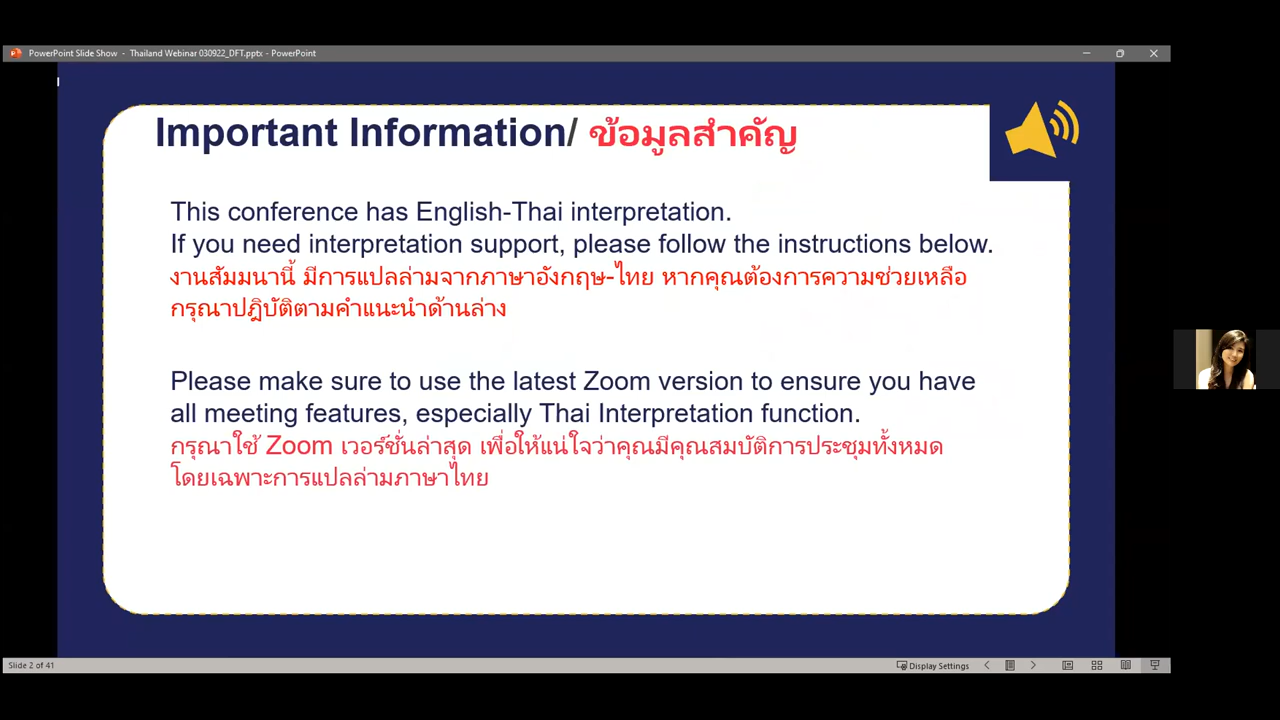 PowerPoint Slide Show - Thailand Webinar 030922_DFT.pptx - PowerPoint
Important Information/ ข้อมูลสำคัญ
This conference has English-Thai interpretation.
If you need interpretation support, please follow the instructions below.
งานสัมมนานี้ มีการแปลล่ามจากภาษาอังกฤษ-ไทย หากคุณต้องการความช่วยเหลือ
กรุณาปฎิบัติตามคำแนะนำด้านล่าง
Please make sure to use the latest Zoom version to ensure you have
all meeting features, especially Thai Interpretation function.
กรุณาใช้ Zoom เวอร์ชั่นล่าสุด เพื่อให้แน่ใจว่าคุณมีคุณสมบัติการประชุมทั้งหมด
โดยเฉพาะการแปลล่ามภาษาไทย
Slide 2 of 41
Display Settings